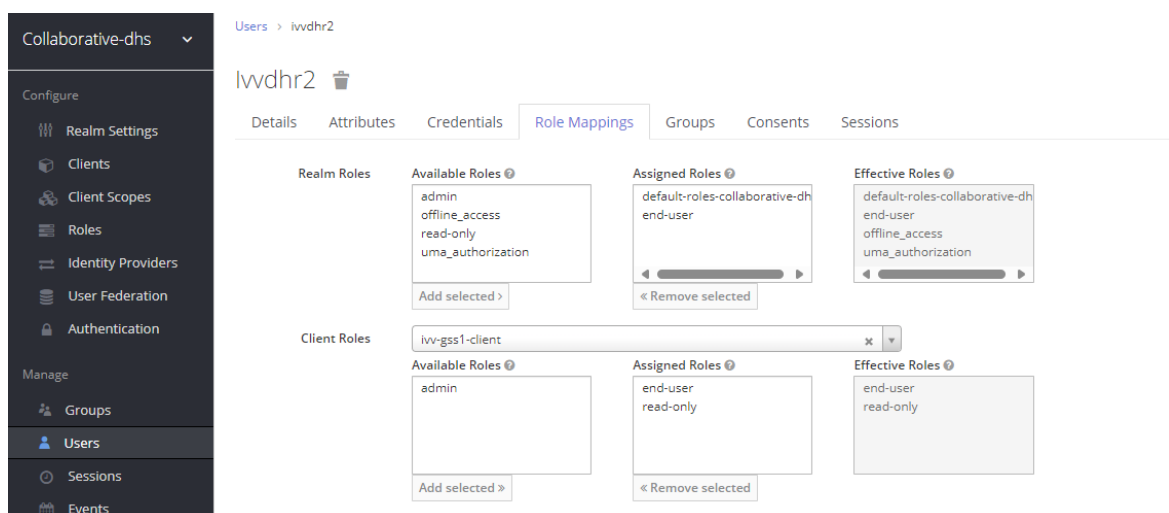 Collaborative-dhs
Configure
Realm Settings
Clients
Client Scopes
Roles
Identity Providers
User Federation
Authentication
Manage
Groups
Users
Sessions
Events
Users > ivvdhr2
Ivvdhr2
Details Attributes Credentials Role Mappings Groups Consents Sessions
Realm Roles
Available Roles
admin
offline_access
read-only
uma_authorization
Add selected >
Assigned Roles
default-roles-collaborative-dh
end-user
« Remove selected
Effective Roles
default-roles-collaborative-dh
end-user
offline_access
uma_authorization
Client Roles
ivv-gss1-client
Available Roles
admin
Add selected »
Assigned Roles
end-user
read-only
« Remove selected
Effective Roles
end-user
read-only